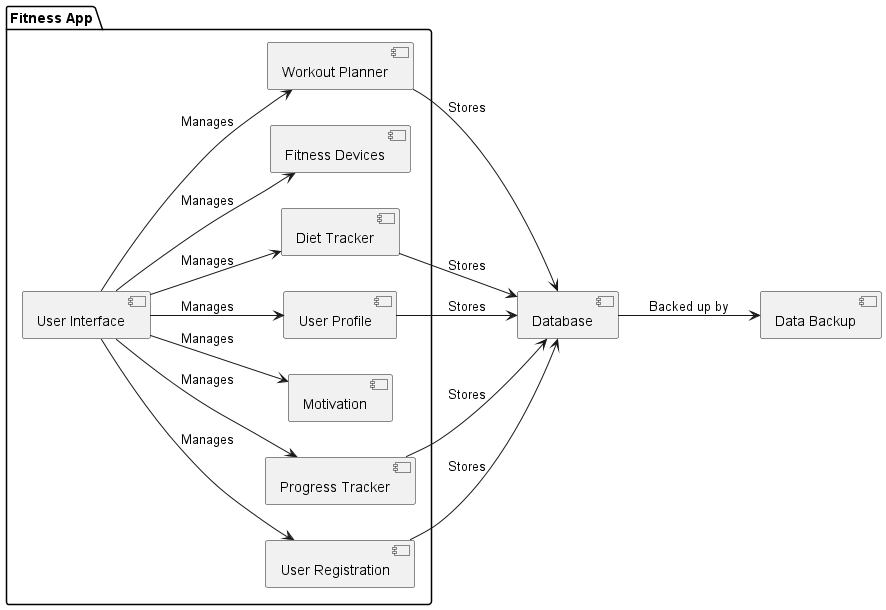 Fitness App
Workout Planner
Manages
Stores
Fitness Devices
Manages
Diet Tracker
Manages
Stores
User Interface
Manages
User Profile
Stores
Database
Backed up by
Data Backup
Manages
Motivation
Manages
Stores
Progress Tracker
Manages
Stores
User Registration